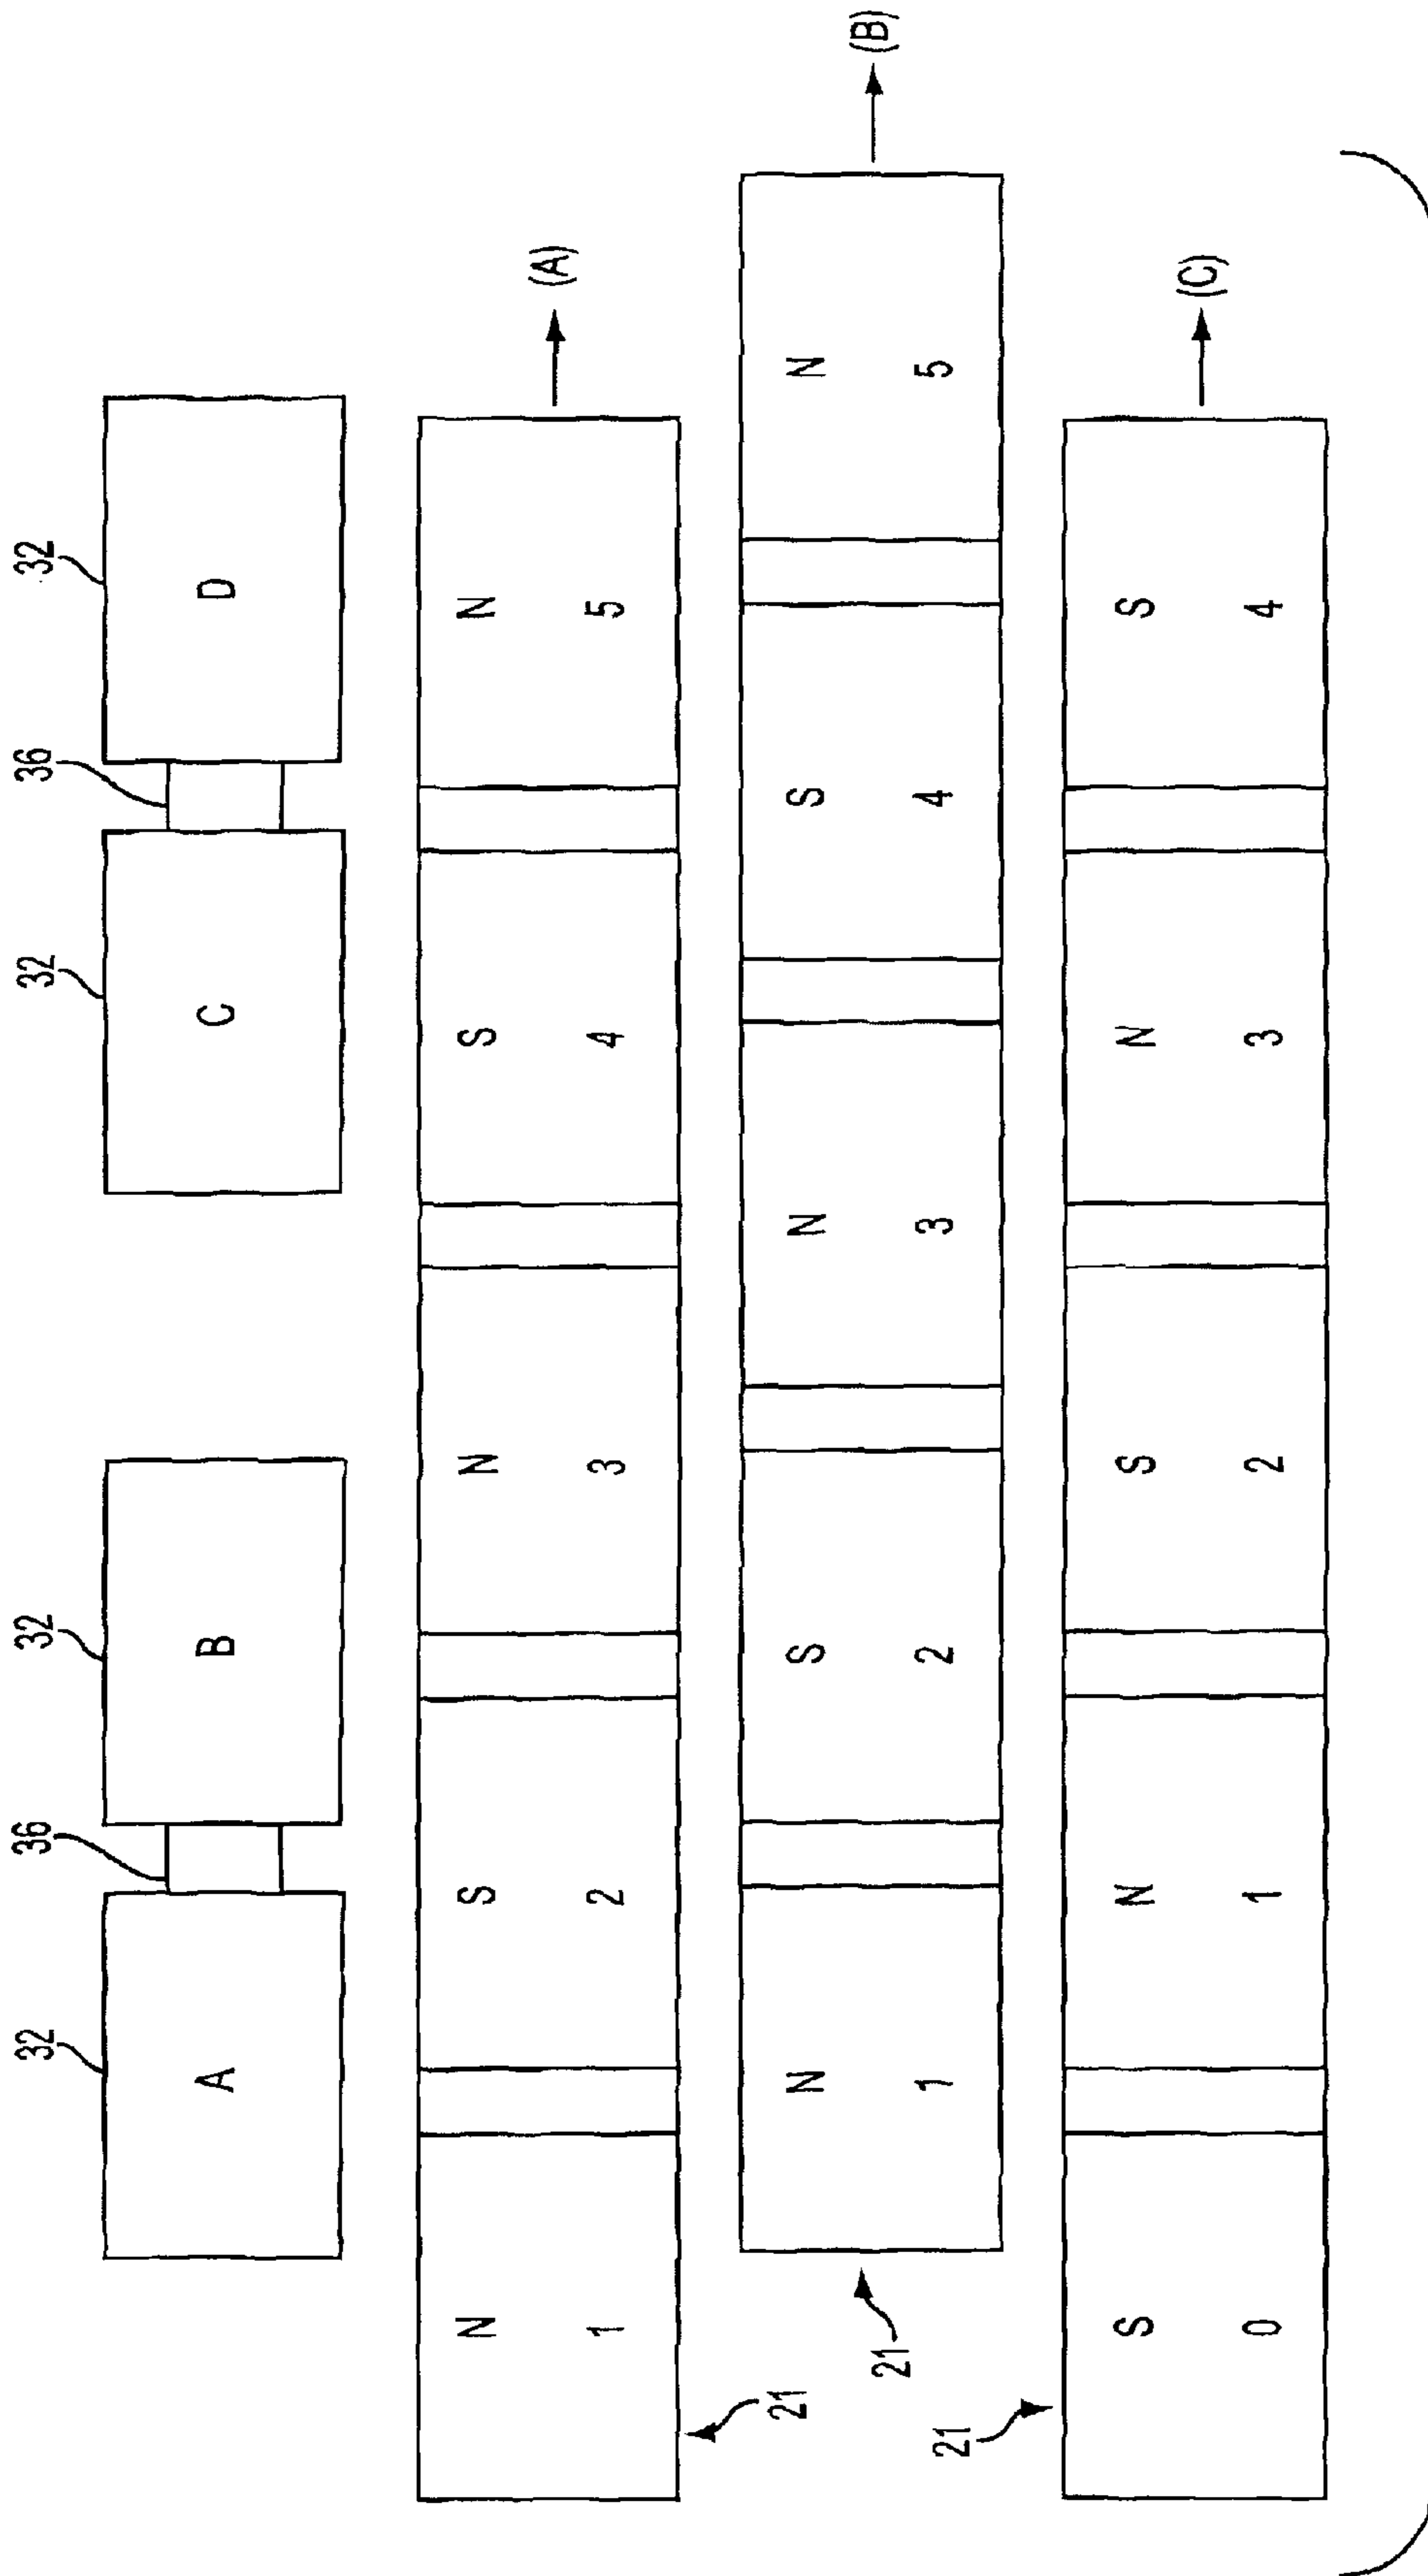 32 36 32 32 36 32
A B C D
N S N S N
(A)
1 2 3 4 5
21
N S N S N
(B)
21
1 2 3 4 5
21
S N S N S
(C)
0 1 2 3 4